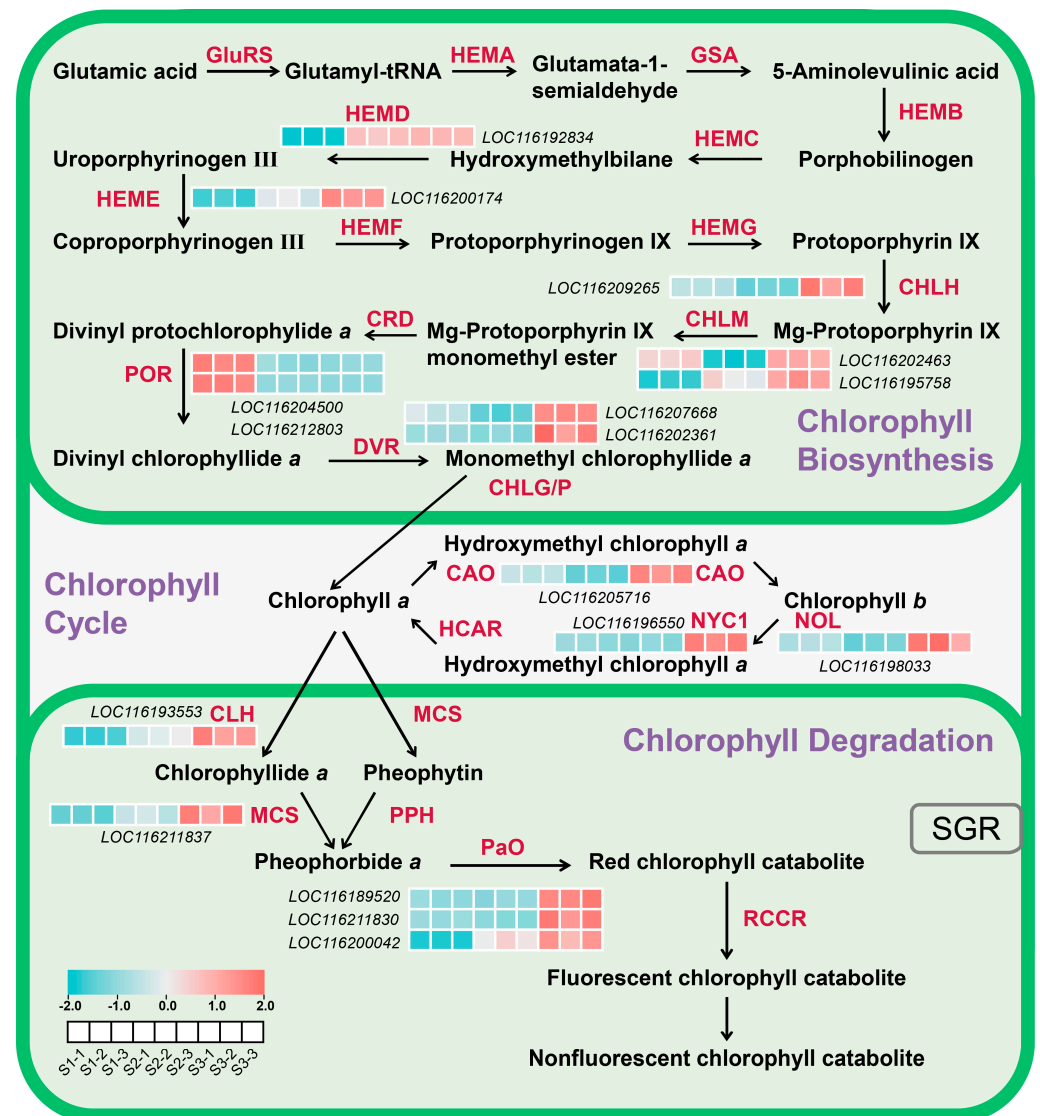 GluRS HEMA GSA
Glutamic acid Glutamyl-tRNA Glutamata-1- 5-Aminolevulinic acid
semialdehyde
HEMD HEMB
LOC116192834 HEMC
Uroporphyrinogen III Hydroxymethylbilane Porphobilinogen
HEME LOC116200174
HEMF HEMG
Coproporphyrinogen III Protoporphyrinogen IX Protoporphyrin IX
LOC116209265 CHLH
CRD CHLM
Divinyl protochlorophylide a Mg-Protoporphyrin IX Mg-Protoporphyrin IX
monomethyl ester
POR LOC116202463
LOC116195758
LOC116204500 LOC116207668
LOC116212803 LOC116202361
Chlorophyll
Biosynthesis
DVR
Divinyl chlorophyllide a Monomethyl chlorophyllide a
CHLG/P
Hydroxymethyl chlorophyll a
Chlorophyll
Cycle
CAO CAO
LOC116205716
Chlorophyll a Chlorophyll b
HCAR LOC116196550 NYC1 NOL
Hydroxymethyl chlorophyll a LOC116198033
LOC116193553 CLH MCS
Chlorophyll Degradation
Chlorophyllide a Pheophytin
MCS PPH
LOC116211837
SGR
PaO
Pheophorbide a Red chlorophyll catabolite
LOC116189520
LOC116211830
LOC116200042
RCCR
Fluorescent chlorophyll catabolite
Nonfluorescent chlorophyll catabolite
-2.0 -1.0 0.0 1.0 2.0
S1-1 S1-2 S1-3 S2-1 S2-2 S2-3 S3-1 S3-2 S3-3